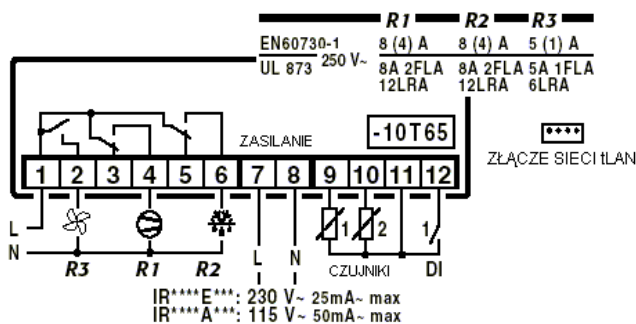 R1 R2 R3
EN60730-1 250 V~ 8 (4) A 8 (4) A 5 (1) A
UL 873 8A 2FLA 8A 2FLA 5A 1FLA
12LRA 12LRA 6LRA
ZASILANIE -10T65
ZŁĄCZE SIECI tLAN
1 2 3 4 5 6 7 8 9 10 11 12
L 1 2 1
N L N CZUJNIKI DI
R3 R1 R2
IR****E***: 230 V~ 25mA~ max
IR****A***: 115 V~ 50mA~ max